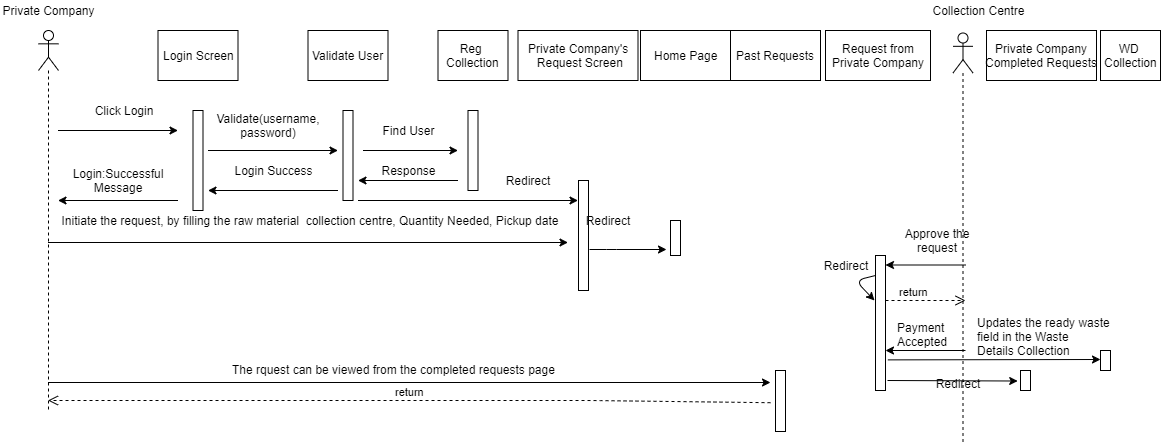 Private Company
Collection Centre
Login Screen
Validate User
Reg
Collection
Private Company's
Request Screen
Home Page
Past Requests
Request from
Private Company
Private Company
Completed Requests
WD
Collection
Click Login
Validate(username,
password)
Find User
Login:Successful
Message
Login Success
Response
Redirect
Initiate the request, by filling the raw material collection centre, Quantity Needed, Pickup date
Redirect
Approve the
request
Redirect
return
Payment
Accepted
Updates the ready waste
field in the Waste
Details Collection
Redirect
The rquest can be viewed from the completed requests page
return